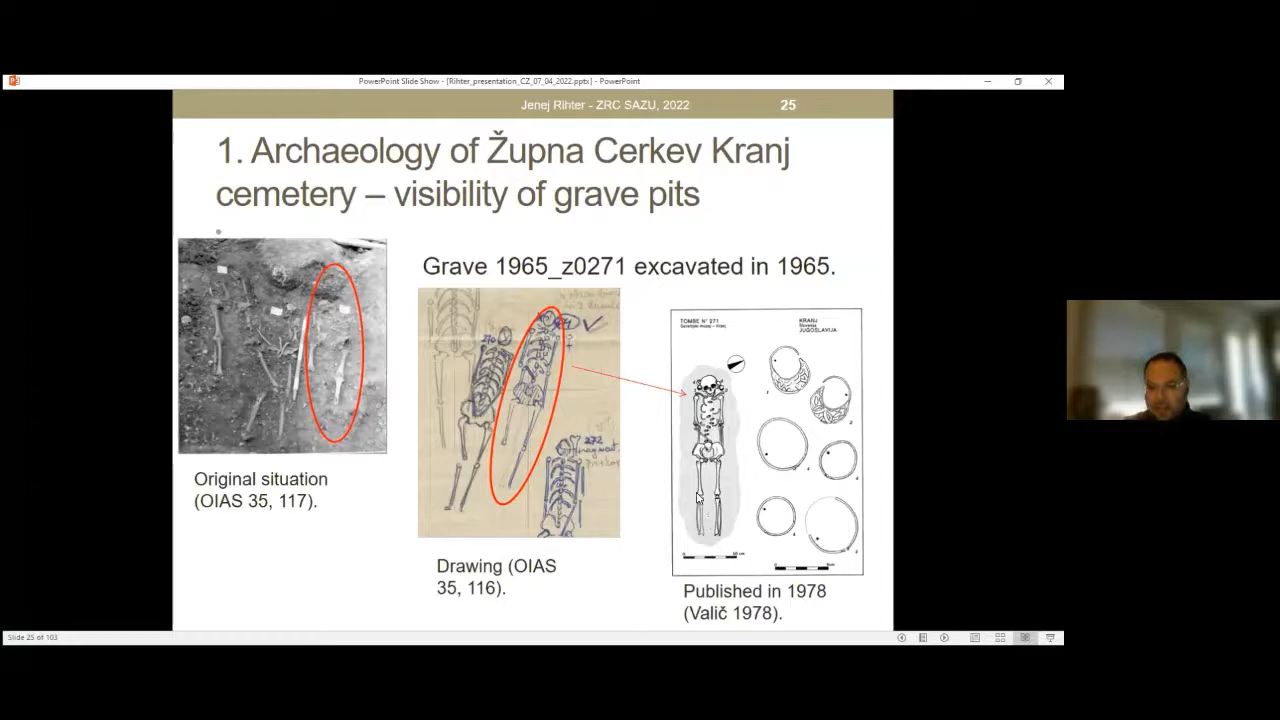 PowerPoint Slide Show - [Rihter_presentation_CZ_07_04_2022.pptx] - PowerPoint
Jenej Rihter - ZRC SAZU, 2022
25
1. Archaeology of Župna Cerkev Kranj
cemetery – visibility of grave pits
Grave 1965_z0271 excavated in 1965.
270
272
TOMBE N° 271
KRANJ
Slovenija
JUGOSLAVIJA
Original situation
(OIAS 35, 117).
Drawing (OIAS
35, 116).
Published in 1978
(Valič 1978).
Slide 25 of 103